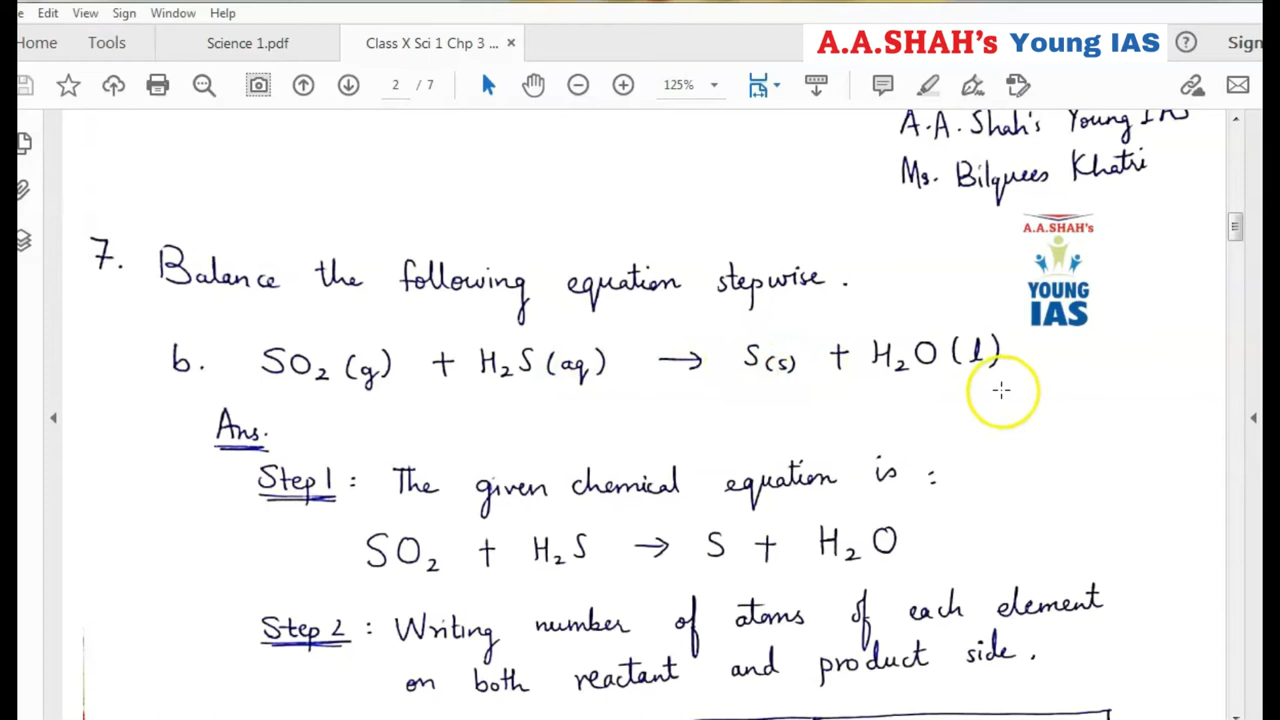 e Edit View Sign Window Help
Home Tools Science 1.pdf Class X Sci 1 Chp 3 ... × A.A.SHAH's Young IAS Sign
2 / 7 125%
A.A. Shah's Young IAS
Ms. Bilquees Khatri
A.A.SHAH's
YOUNG
IAS
7. Balance the following equation stepwise.
b. SO₂ (g) + H₂S (aq) → S(s) + H₂O (l)
Ans.
Step 1 : The given chemical equation is :
SO₂ + H₂S → S + H₂O
Step 2 : Writing number of atoms of each element
on both reactant and product side.